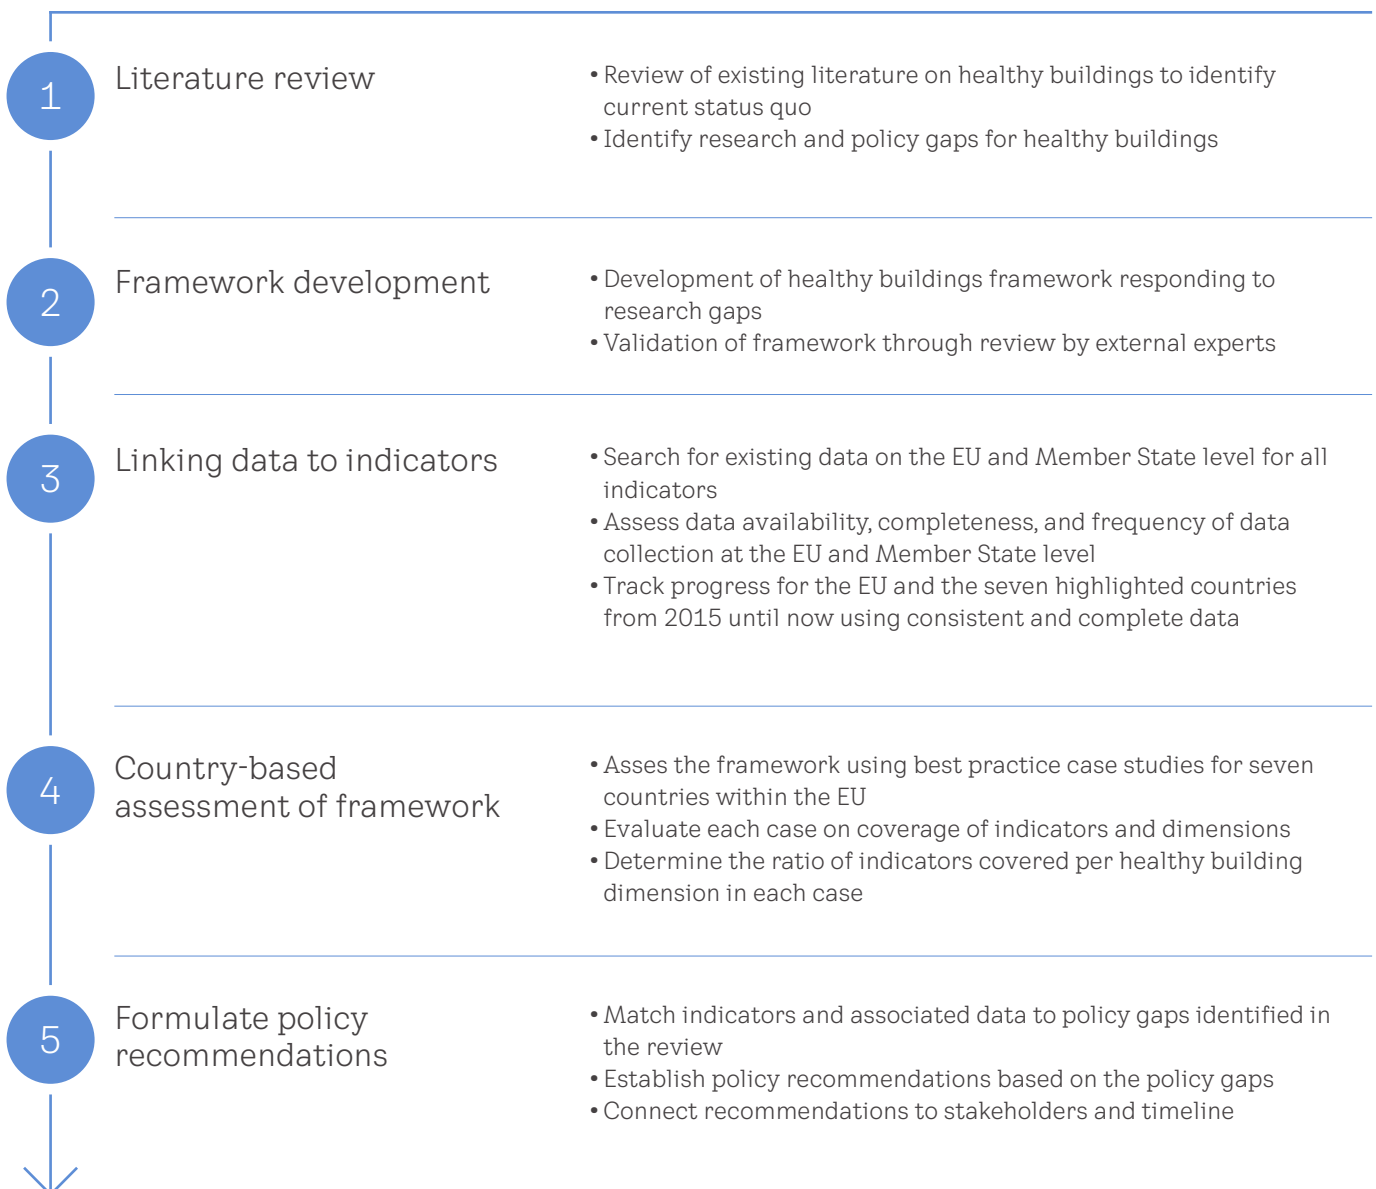 1
Literature review
• Review of existing literature on healthy buildings to identify
current status quo
• Identify research and policy gaps for healthy buildings
2
Framework development
• Development of healthy buildings framework responding to
research gaps
• Validation of framework through review by external experts
3
Linking data to indicators
• Search for existing data on the EU and Member State level for all
indicators
• Assess data availability, completeness, and frequency of data
collection at the EU and Member State level
• Track progress for the EU and the seven highlighted countries
from 2015 until now using consistent and complete data
4
Country-based
assessment of framework
• Asses the framework using best practice case studies for seven
countries within the EU
• Evaluate each case on coverage of indicators and dimensions
• Determine the ratio of indicators covered per healthy building
dimension in each case
5
Formulate policy
recommendations
• Match indicators and associated data to policy gaps identified in
the review
• Establish policy recommendations based on the policy gaps
• Connect recommendations to stakeholders and timeline